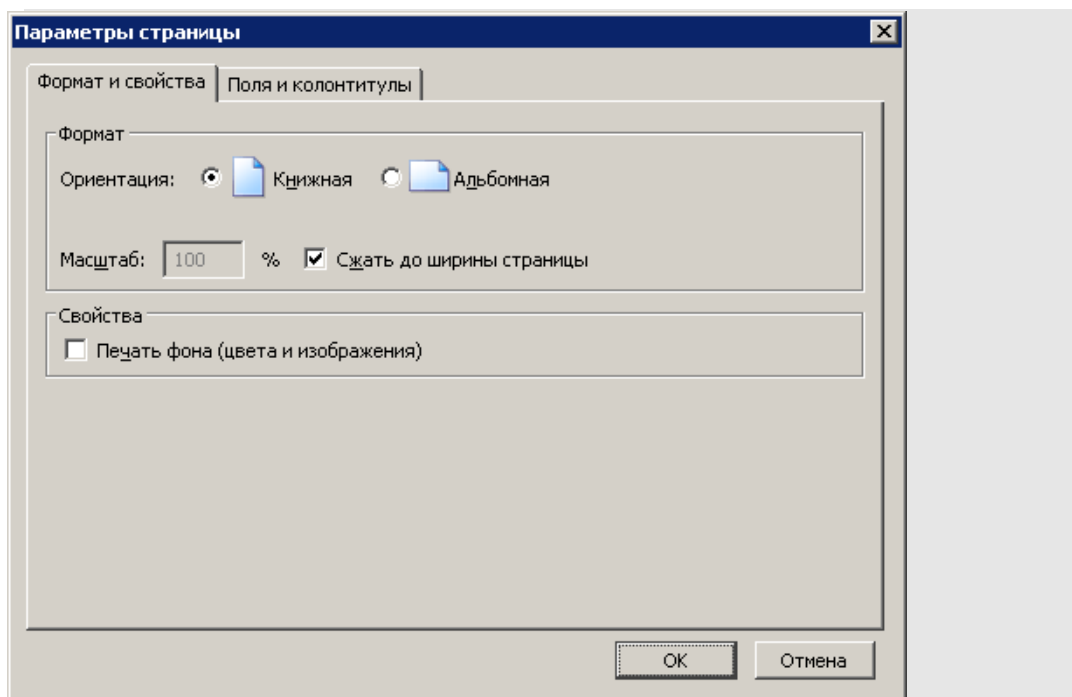 Параметры страницы
Формат и свойства Поля и колонтитулы
Формат
Ориентация: Книжная Альбомная
Масштаб: 100 % Сжать до ширины страницы
Свойства
Печать фона (цвета и изображения)
OK Отмена